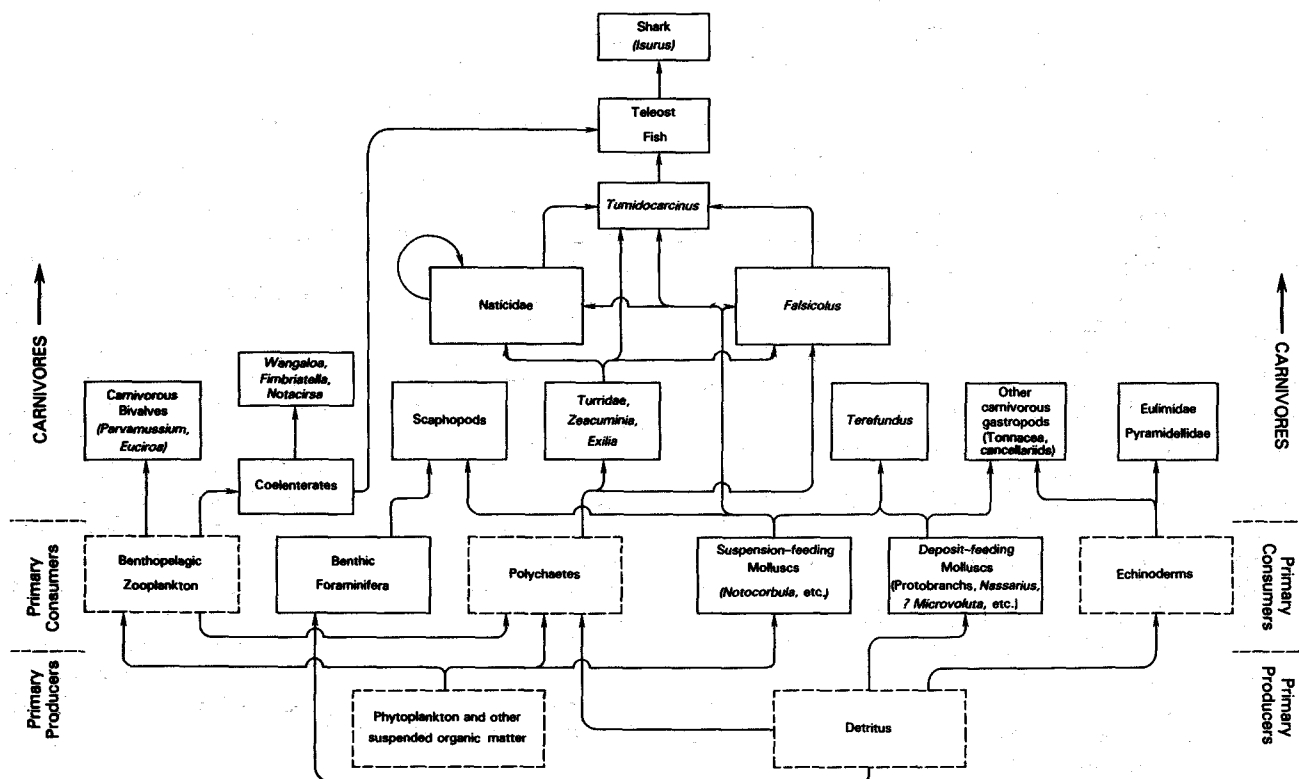 Shark
(Isurus)
Teleost
Fish
Tumidocarcinus
Naticidae
Falsicolus
CARNIVORES
CARNIVORES
Carnivorous
Bivalves
(Parvamussium,
Euciroa)
Wangaloa,
Fimbriatella,
Notacirsa
Scaphopods
Turridae,
Zeacuminia,
Exilia
Terefundus
Other
carnivorous
gastropods
(Tonnacea,
cancellariids)
Eulimidae
Pyramidellidae
Coelenterates
Primary
Consumers
Benthopelagic
Zooplankton
Benthic
Foraminifera
Polychaetes
Suspension-feeding
Molluscs
(Notocorbula, etc.)
Deposit-feeding
Molluscs
(Protobranchs, Nassarius,
? Microvoluta, etc.)
Echinoderms
Primary
Consumers
Primary
Producers
Phytoplankton and other
suspended organic matter
Detritus
Primary
Producers